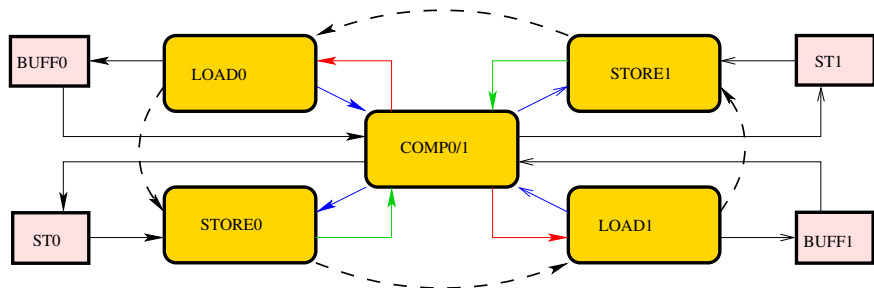 BUFF0
LOAD0
STORE1
ST1
COMP0/1
ST0
STORE0
LOAD1
BUFF1